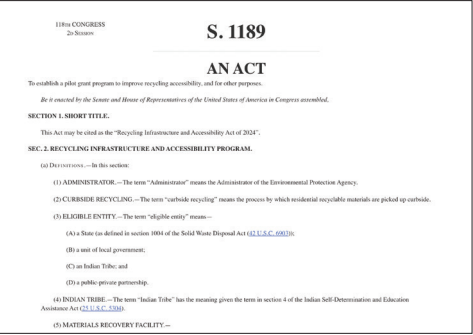 118TH CONGRESS
2D SESSION
S. 1189
AN ACT
To establish a pilot grant program to improve recycling accessibility, and for other purposes.
Be it enacted by the Senate and House of Representatives of the United States of America in Congress assembled,
SECTION 1. SHORT TITLE.
This Act may be cited as the “Recycling Infrastructure and Accessibility Act of 2024”.
SEC. 2. RECYCLING INFRASTRUCTURE AND ACCESSIBILITY PROGRAM.
(a) DEFINITIONS.—In this section:
(1) ADMINISTRATOR.—The term “Administrator” means the Administrator of the Environmental Protection Agency.
(2) CURBSIDE RECYCLING.—The term “curbside recycling” means the process by which residential recyclable materials are picked up curbside.
(3) ELIGIBLE ENTITY.—The term “eligible entity” means—
(A) a State (as defined in section 1004 of the Solid Waste Disposal Act (42 U.S.C. 6903));
(B) a unit of local government;
(C) an Indian Tribe; and
(D) a public-private partnership.
(4) INDIAN TRIBE.—The term “Indian Tribe” has the meaning given the term in section 4 of the Indian Self-Determination and Education
Assistance Act (25 U.S.C. 5304).
(5) MATERIALS RECOVERY FACILITY.—